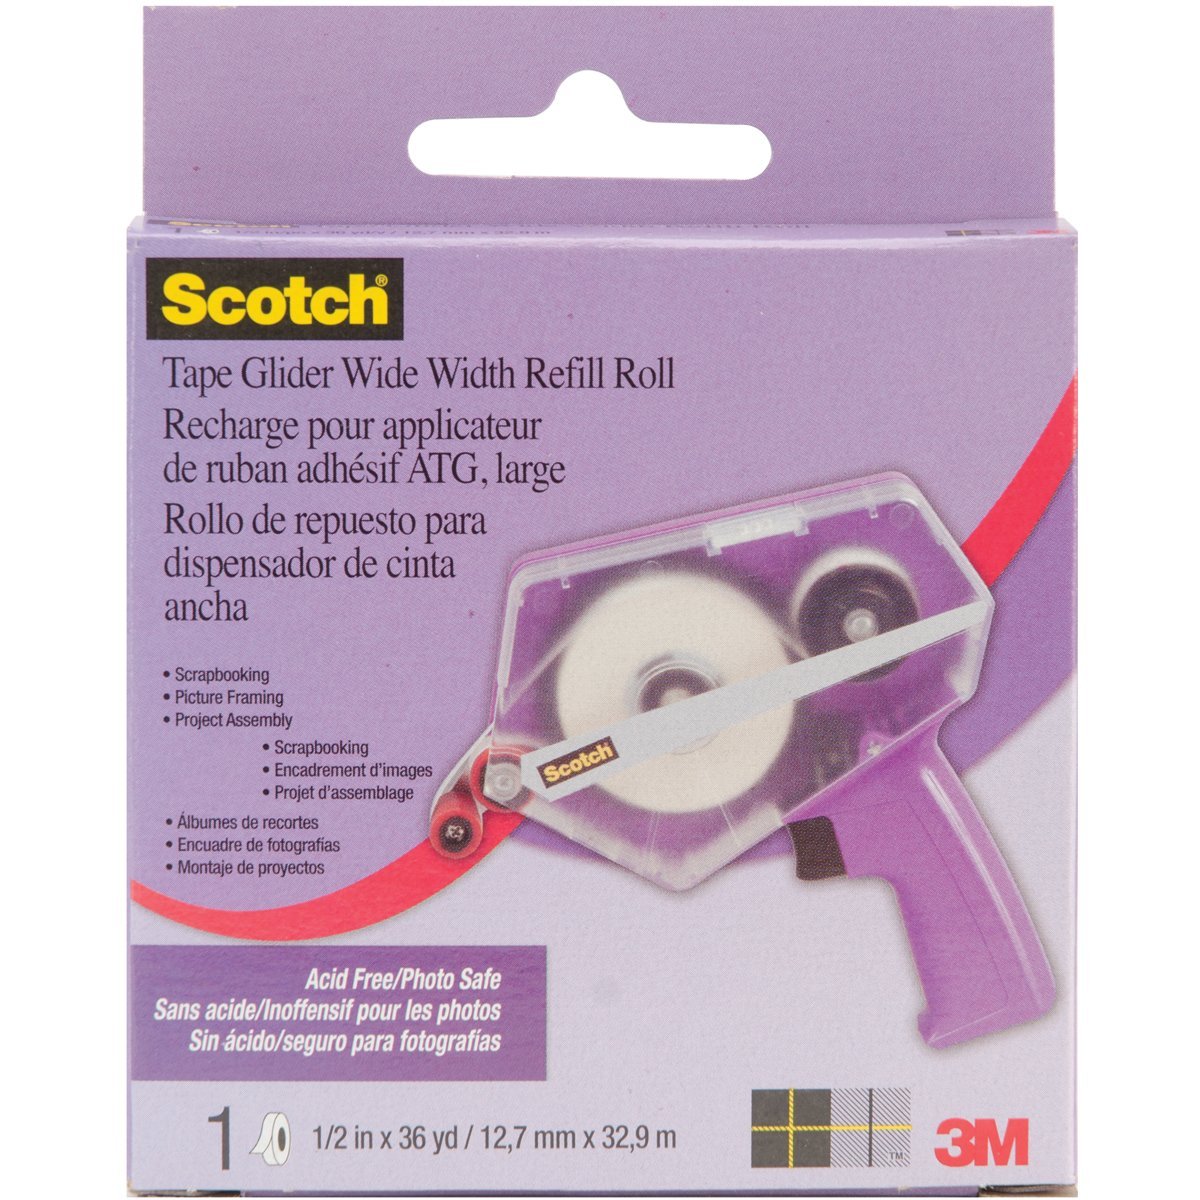 Scotch®
Tape Glider Wide Width Refill Roll
Recharge pour applicateur
de ruban adhésif ATG, large
Rollo de repuesto para
dispensador de cinta
ancha
• Scrapbooking
• Picture Framing
• Project Assembly
• Scrapbooking
• Encadrement d'images
• Projet d'assemblage
• Álbumes de recortes
• Encuadre de fotografías
• Montaje de proyectos
Scotch
Acid Free/Photo Safe
Sans acide/Inoffensif pour les photos
Sin ácido/seguro para fotografías
1 1/2 in x 36 yd / 12,7 mm x 32,9 m
TM
3M